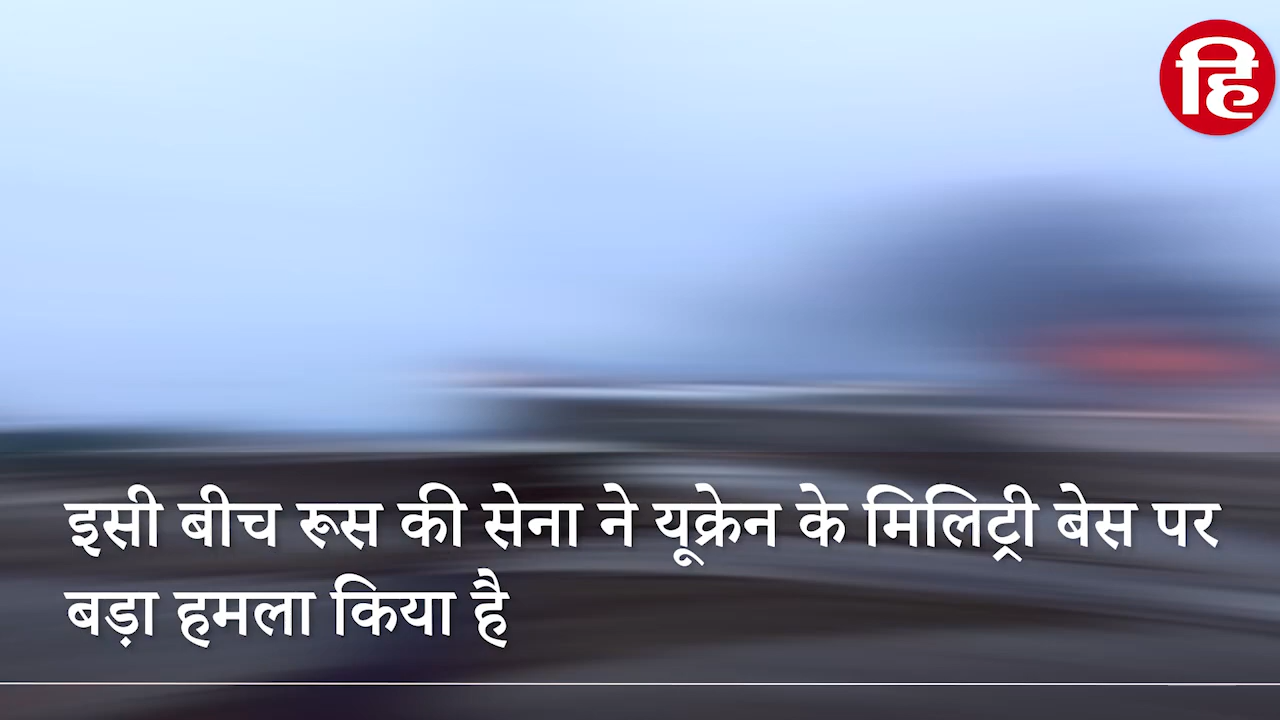 हि
इसी बीच रूस की सेना ने यूक्रेन के मिलिट्री बेस पर
बड़ा हमला किया है